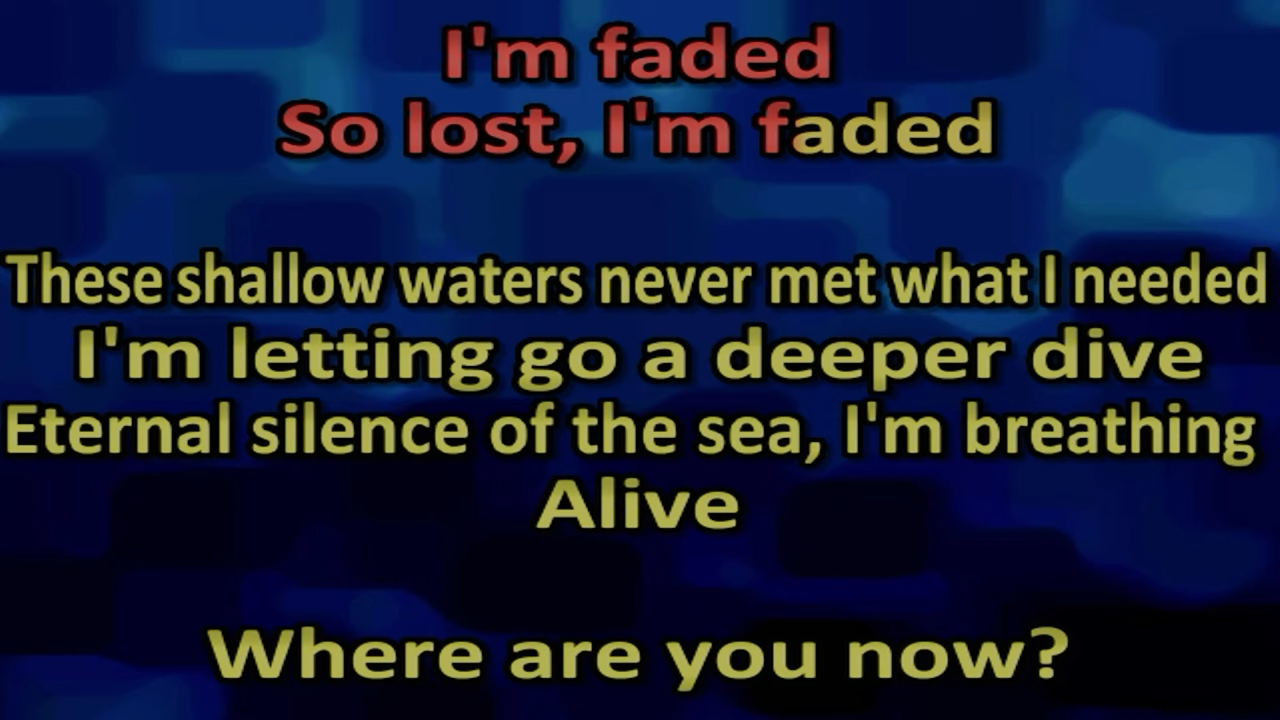 I'm faded
So lost, I'm faded
These shallow waters never met what I needed
I'm letting go a deeper dive
Eternal silence of the sea, I'm breathing
Alive
Where are you now?